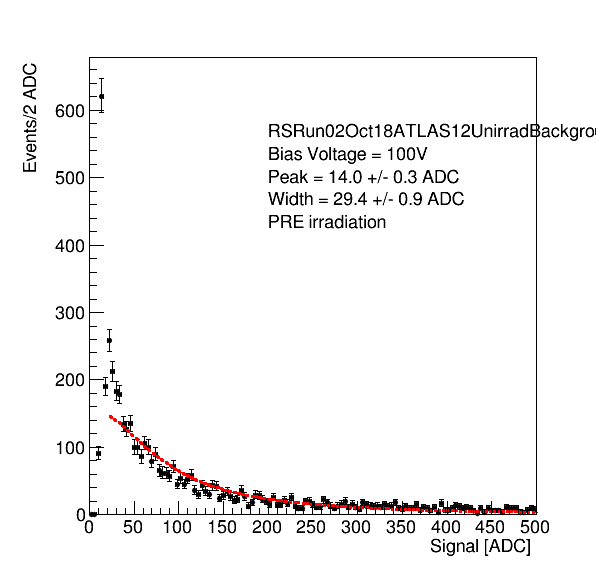 Events/2 ADC
600
500
400
300
200
100
0
RSRun02Oct18ATLAS12UnirradBackgrou
Bias Voltage = 100V
Peak = 14.0 +/- 0.3 ADC
Width = 29.4 +/- 0.9 ADC
PRE irradiation
0 50 100 150 200 250 300 350 400 450 500
Signal [ADC]